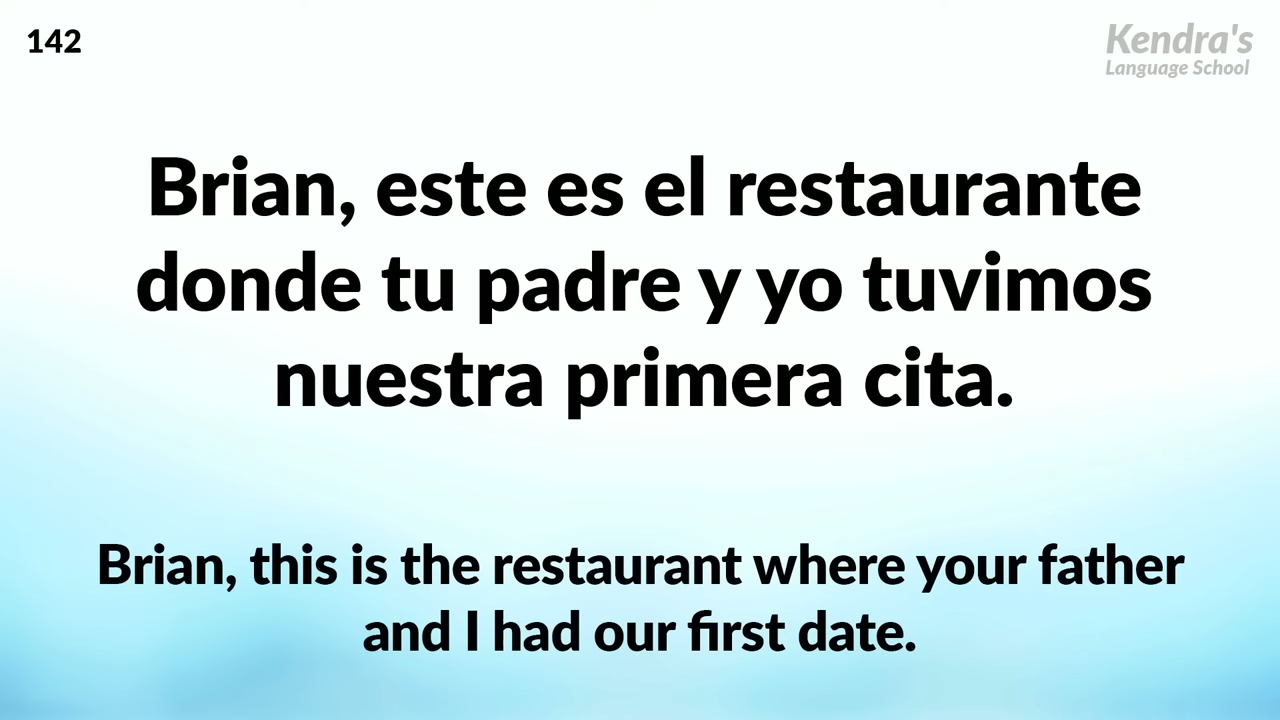 142
Kendra's
Language School
Brian, este es el restaurante
donde tu padre y yo tuvimos
nuestra primera cita.
Brian, this is the restaurant where your father
and I had our first date.